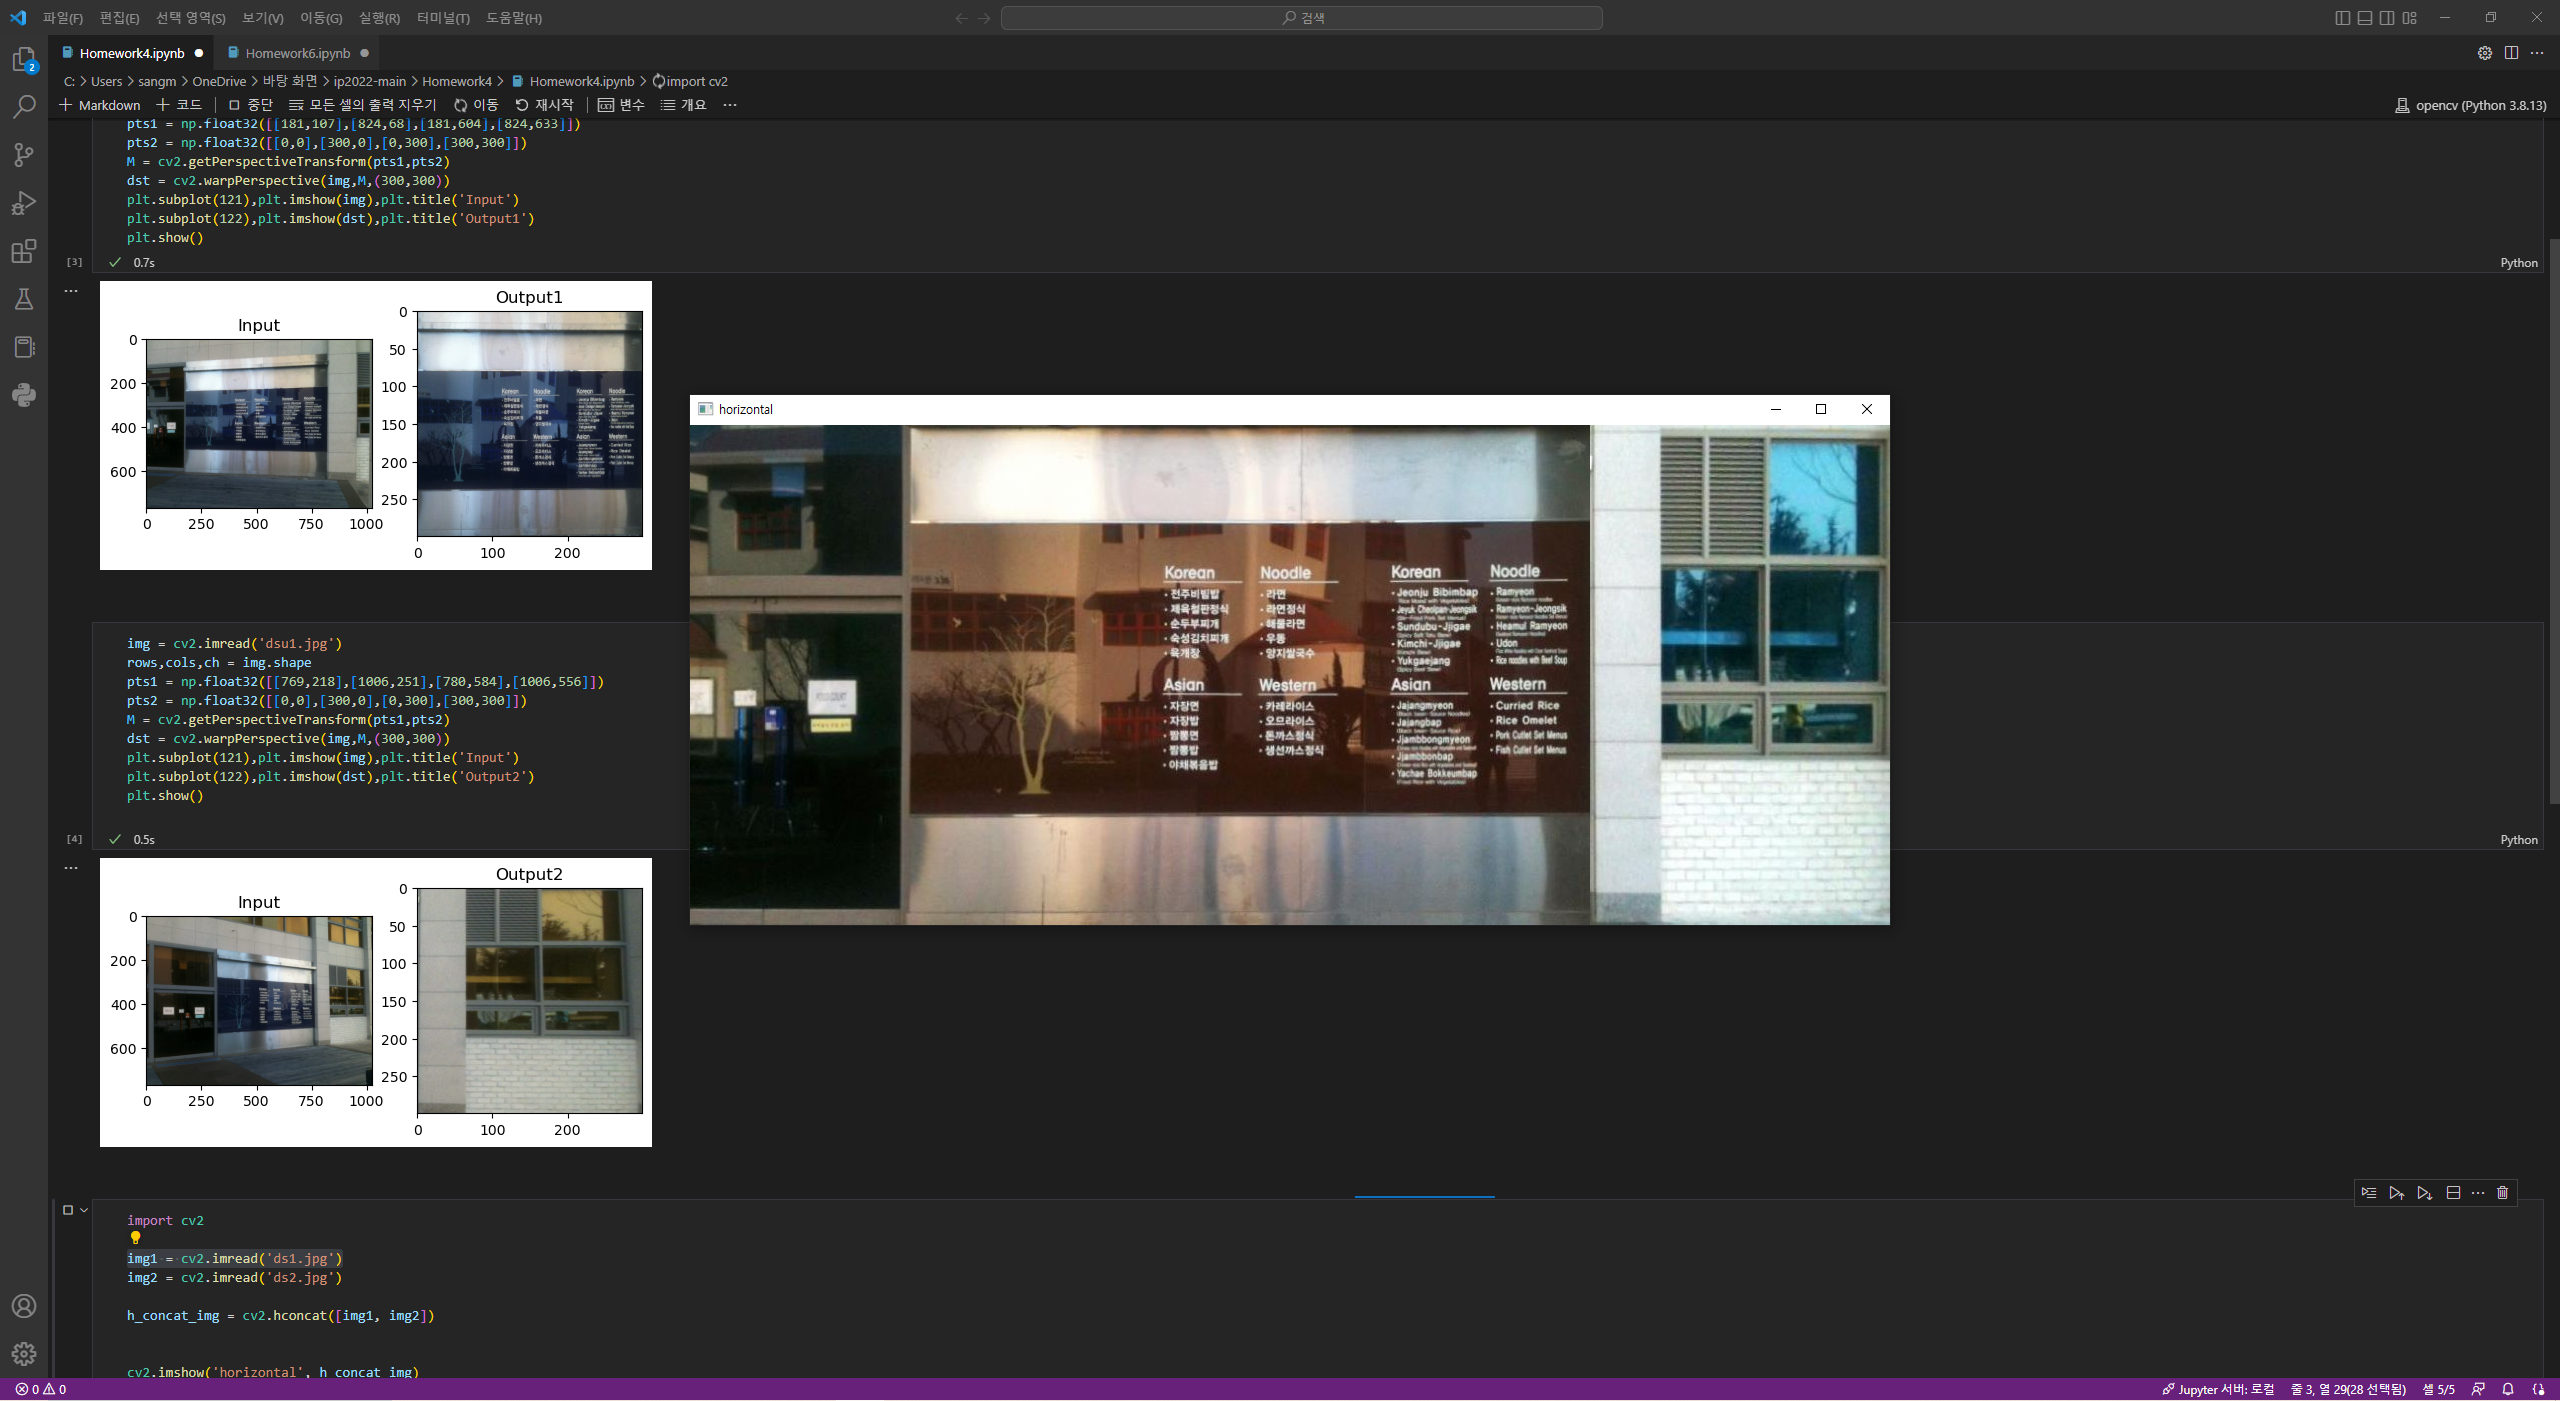 파일(F) 편집(E) 선택 영역(S) 보기(V) 이동(G) 실행(R) 터미널(T) 도움말(H)
검색
Homework4.ipynb
Homework6.ipynb
C: > Users > sangm > OneDrive > 바탕 화면 > ip2022-main > Homework4 > Homework4.ipynb > import cv2
Markdown 코드 중단 모든 셀의 출력 지우기 이동 재시작 변수 개요 ...
opencv (Python 3.8.13)
pts1 = np.float32([[181,107],[824,68],[181,604],[824,633]])
pts2 = np.float32([[0,0],[300,0],[0,300],[300,300]])
M = cv2.getPerspectiveTransform(pts1,pts2)
dst = cv2.warpPerspective(img,M,(300,300))
plt.subplot(121),plt.imshow(img),plt.title('Input')
plt.subplot(122),plt.imshow(dst),plt.title('Output1')
plt.show()
[3] 0.7s
Python
Input
0
200
400
600
0 250 500 750 1000
Output1
0
50
100
150
200
250
0 100 200
img = cv2.imread('dsu1.jpg')
rows,cols,ch = img.shape
pts1 = np.float32([[769,218],[1006,251],[780,584],[1006,556]])
pts2 = np.float32([[0,0],[300,0],[0,300],[300,300]])
M = cv2.getPerspectiveTransform(pts1,pts2)
dst = cv2.warpPerspective(img,M,(300,300))
plt.subplot(121),plt.imshow(img),plt.title('Input')
plt.subplot(122),plt.imshow(dst),plt.title('Output2')
plt.show()
[4] 0.5s
Python
Input
0
200
400
600
0 250 500 750 1000
Output2
0
50
100
150
200
250
0 100 200
horizontal
Korean
· 전주비빔밥
· 제육철판정식
· 순두부찌개
· 숙성김치찌개
· 육개장
Noodle
· 라면
· 라면정식
· 해물라면
· 우동
· 양지쌀국수
Korean
· Jeonju Bibimbap
· Jeyuk Cheolpan-Jeongsik
· Sundubu-Jjigae
· Kimchi-Jjigae
· Yukgaejang
Noodle
· Ramyeon
· Ramyeon-Jeongsik
· Heamul Ramyeon
· Udon
· Rice noodles with Beef Soup
Asian
· 자장면
· 자장밥
· 짬뽕면
· 짬뽕밥
· 야채볶음밥
Western
· 카레라이스
· 오므라이스
· 돈까스정식
· 생선까스정식
Asian
· Jajangmyeon
· Jajangbap
· Jjambbongmyeon
· Jjambbonbap
· Yachae Bokkeumbap
Western
· Curried Rice
· Rice Omelet
· Pork Cutlet Set Menus
· Fish Cutlet Set Menus
import cv2
img1 = cv2.imread('ds1.jpg')
img2 = cv2.imread('ds2.jpg')
h_concat_img = cv2.hconcat([img1, img2])
cv2.imshow('horizontal', h_concat_img)
0 0
Jupyter 서버: 로컬 줄 3, 열 29(28 선택됨) 셀 5/5